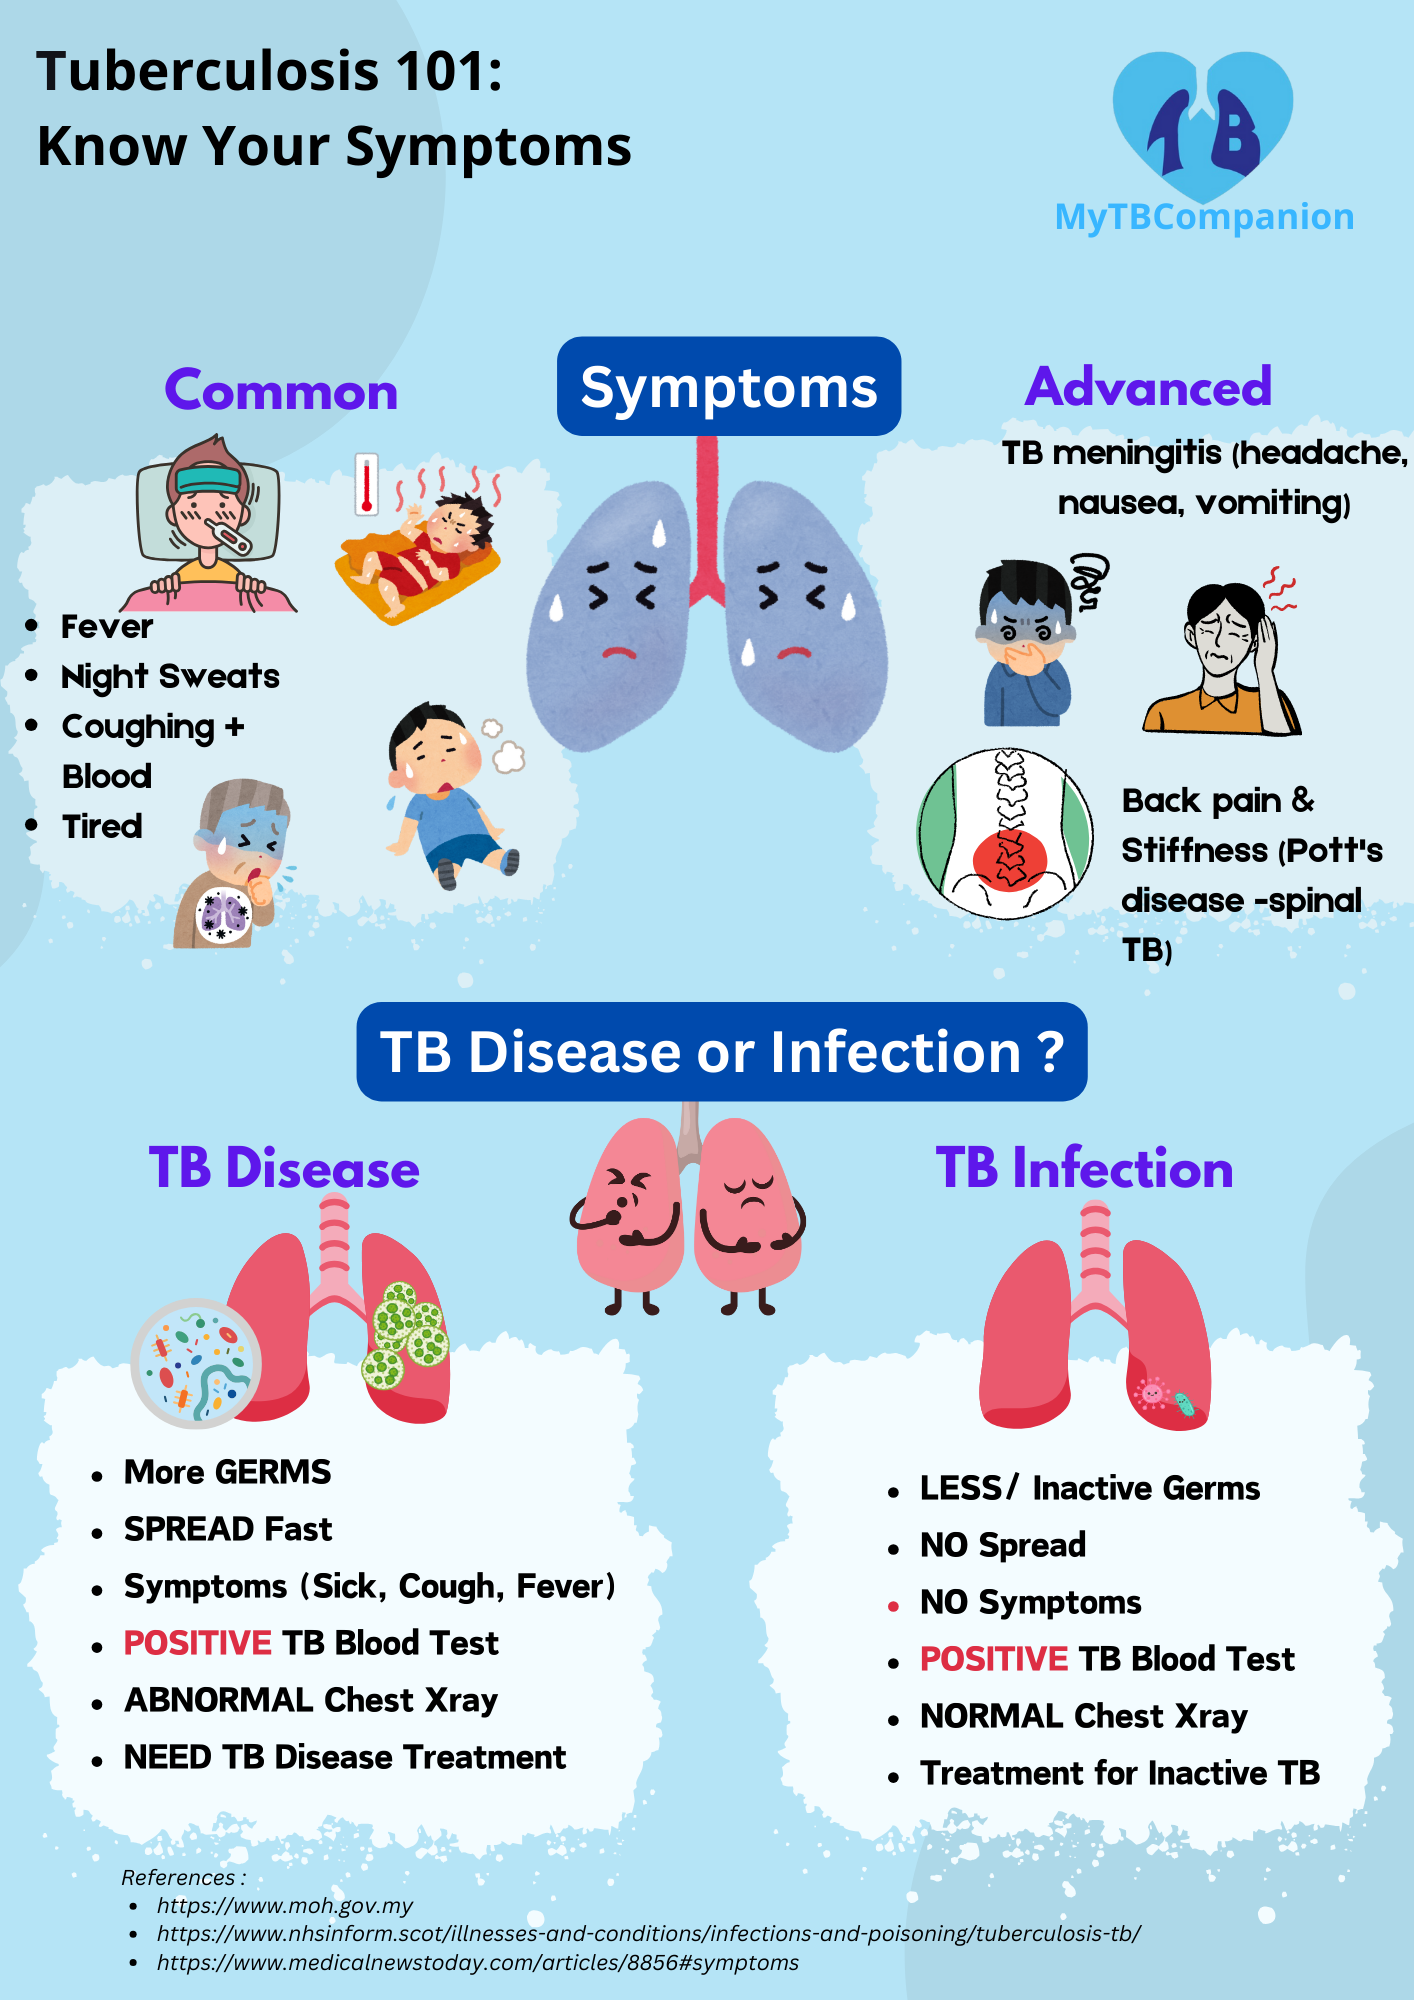 Tuberculosis 101:
Know Your Symptoms
TB
MyTBCompanion
Symptoms
Common
• Fever
• Night Sweats
• Coughing +
Blood
• Tired
Advanced
TB meningitis (headache,
nausea, vomiting)
Back pain &
Stiffness (Pott's
disease -spinal
TB)
TB Disease or Infection ?
TB Disease
• More GERMS
• SPREAD Fast
• Symptoms (Sick, Cough, Fever)
• POSITIVE TB Blood Test
• ABNORMAL Chest Xray
• NEED TB Disease Treatment
TB Infection
• LESS/ Inactive Germs
• NO Spread
• NO Symptoms
• POSITIVE TB Blood Test
• NORMAL Chest Xray
• Treatment for Inactive TB
References :
• https://www.moh.gov.my
• https://www.nhsinform.scot/illnesses-and-conditions/infections-and-poisoning/tuberculosis-tb/
• https://www.medicalnewstoday.com/articles/8856#symptoms